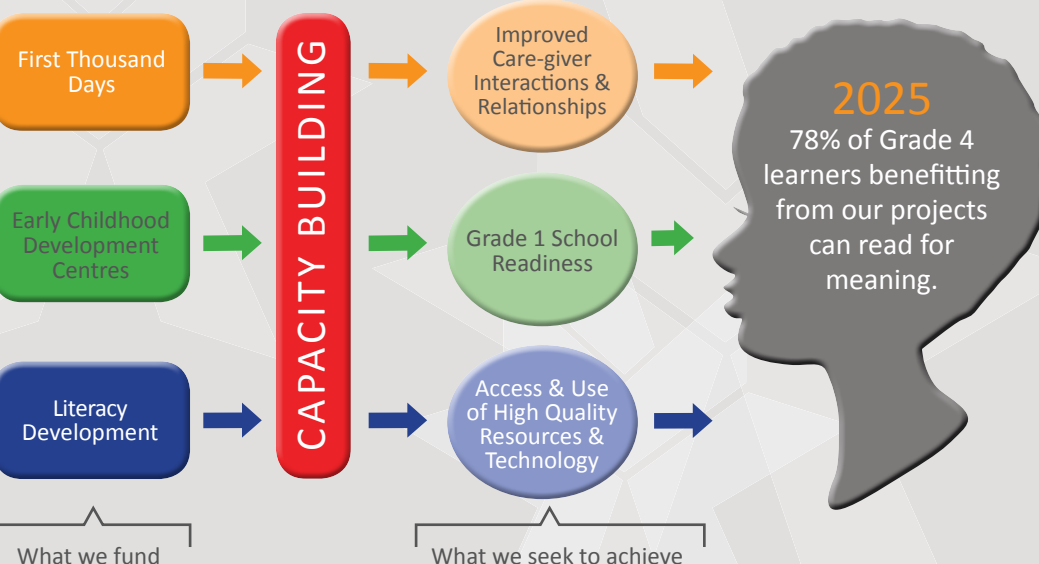 First Thousand
Days
CAPACITY BUILDING
Improved
Care-giver
Interactions &
Relationships
2025
78% of Grade 4
learners benefitting
from our projects
can read for
meaning.
Early Childhood
Development
Centres
Grade 1 School
Readiness
Literacy
Development
Access & Use
of High Quality
Resources &
Technology
What we fund
What we seek to achieve